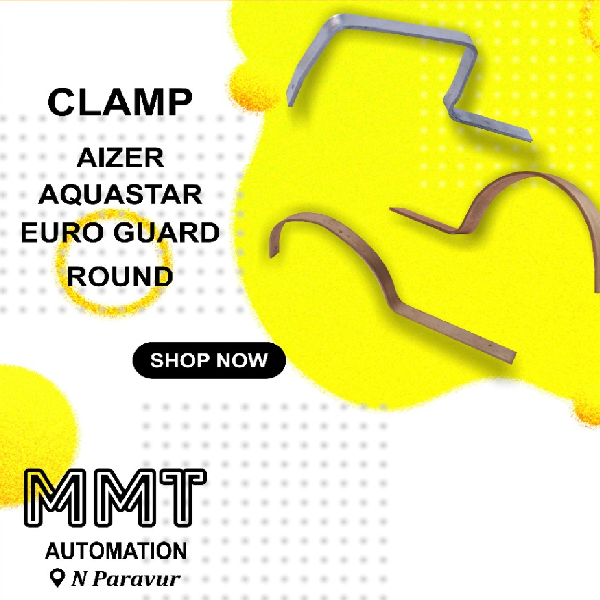 CLAMP
AIZER
AQUASTAR
EURO GUARD
ROUND
SHOP NOW
MMT
AUTOMATION
N Paravur